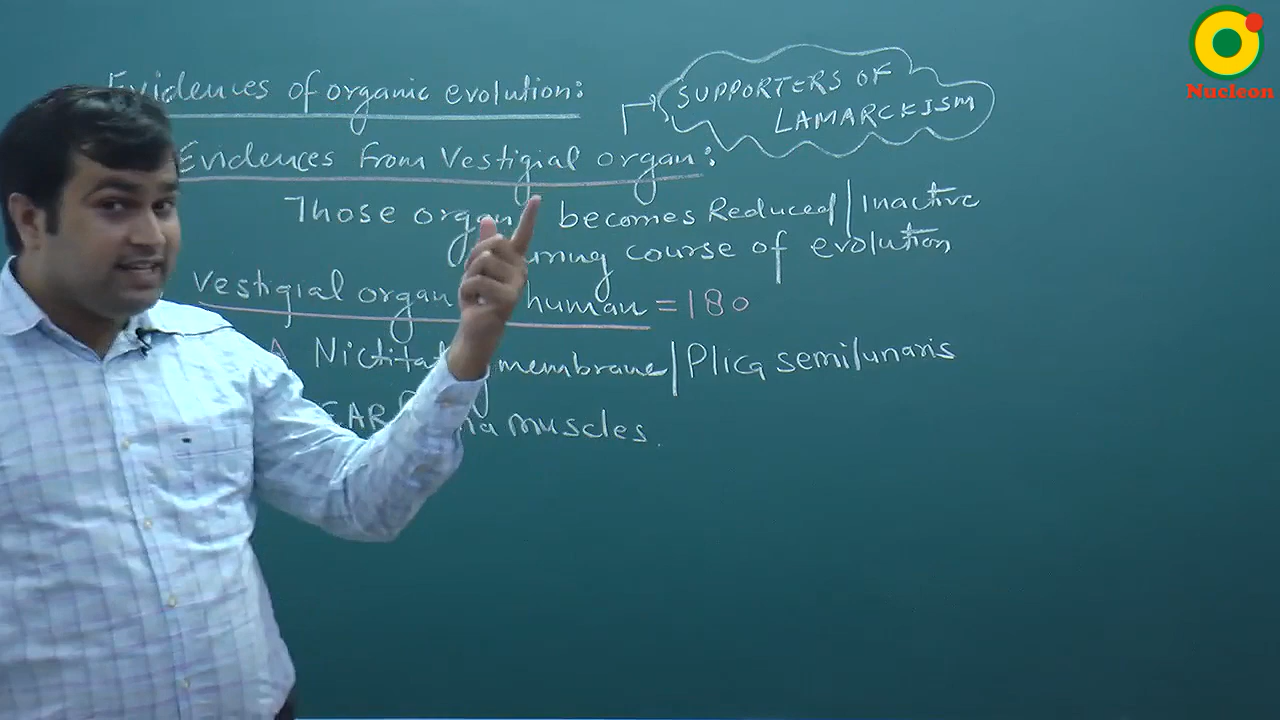 Evidences of organic evolution:
SUPPORTERS OF
LAMARCKISM
Evidences from Vestigial organ:
Those organ becomes Reduced/Inactive
course of evolution
Vestigial organ human = 180
A Nictitat membrane/Plica semilunaris
EAR muscles.
Nucleon